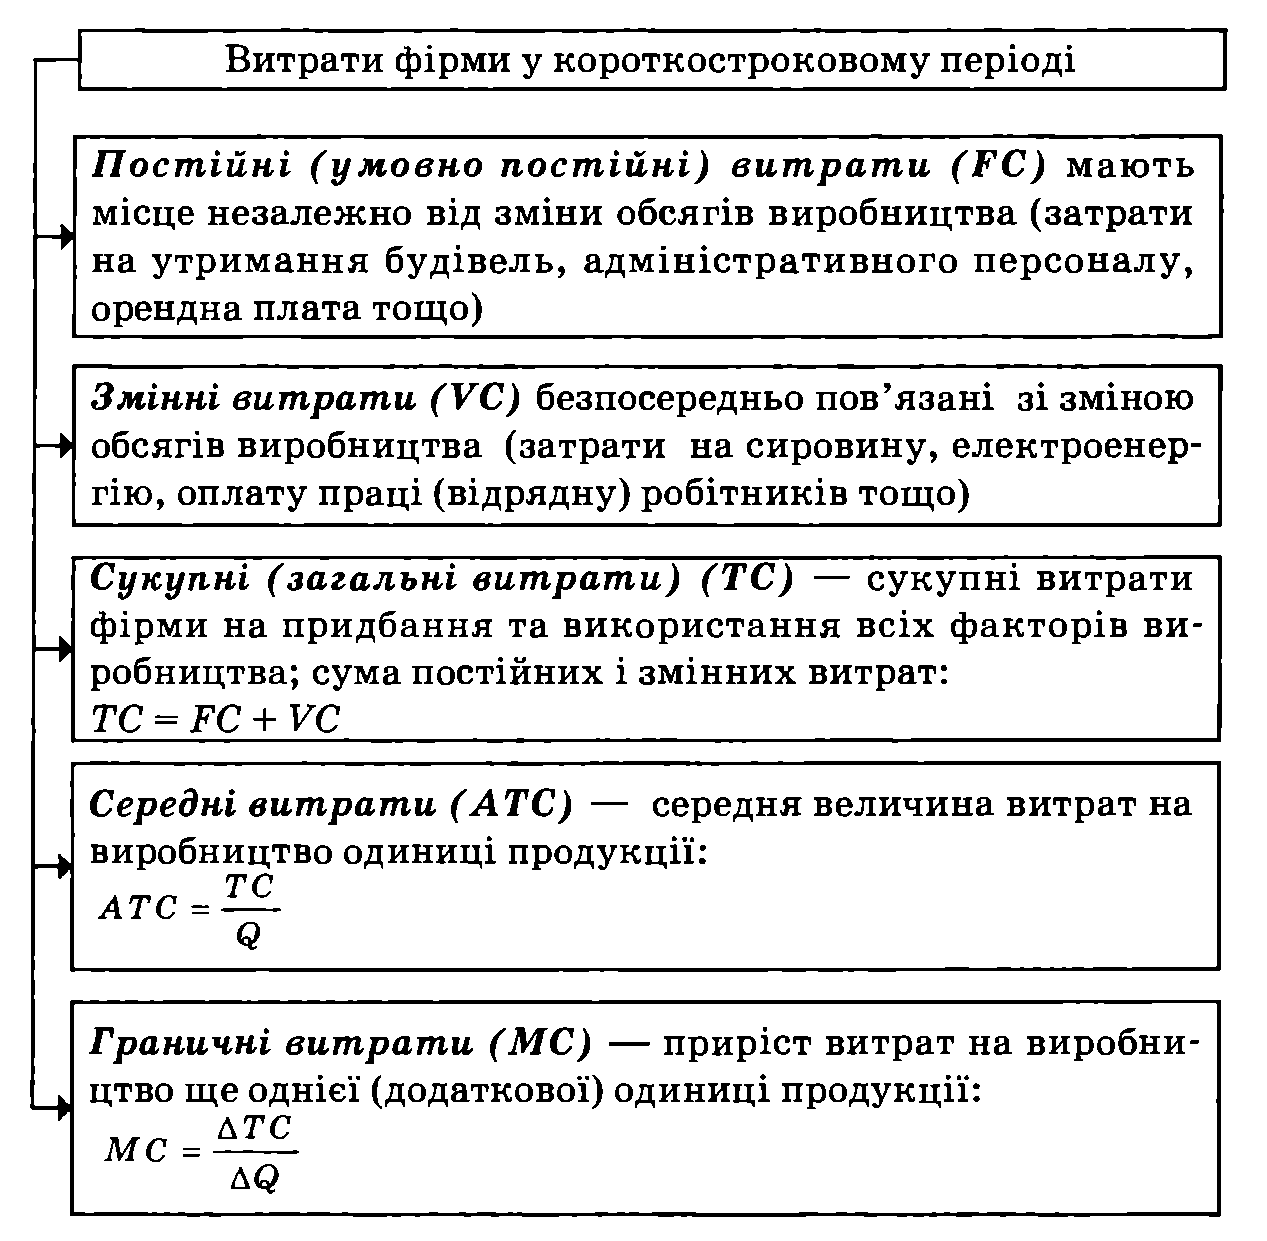 Витрати фірми у короткостроковому періоді
Постійні (умовно постійні) витрати (FC) мають
місце незалежно від зміни обсягів виробництва (затрати
на утримання будівель, адміністративного персоналу,
орендна плата тощо)
Змінні витрати (VC) безпосередньо пов’язані зі зміною
обсягів виробництва (затрати на сировину, електроенер-
гію, оплату праці (відрядну) робітників тощо)
Сукупні (загальні витрати) (TC) — сукупні витрати
фірми на придбання та використання всіх факторів ви-
робництва; сума постійних і змінних витрат:
TC = FC + VC
Середні витрати (ATC) — середня величина витрат на
виробництво одиниці продукції:
ATC = TC / Q
Граничні витрати (MC) — приріст витрат на виробни-
цтво ще однієї (додаткової) одиниці продукції:
MC = ΔTC / ΔQ